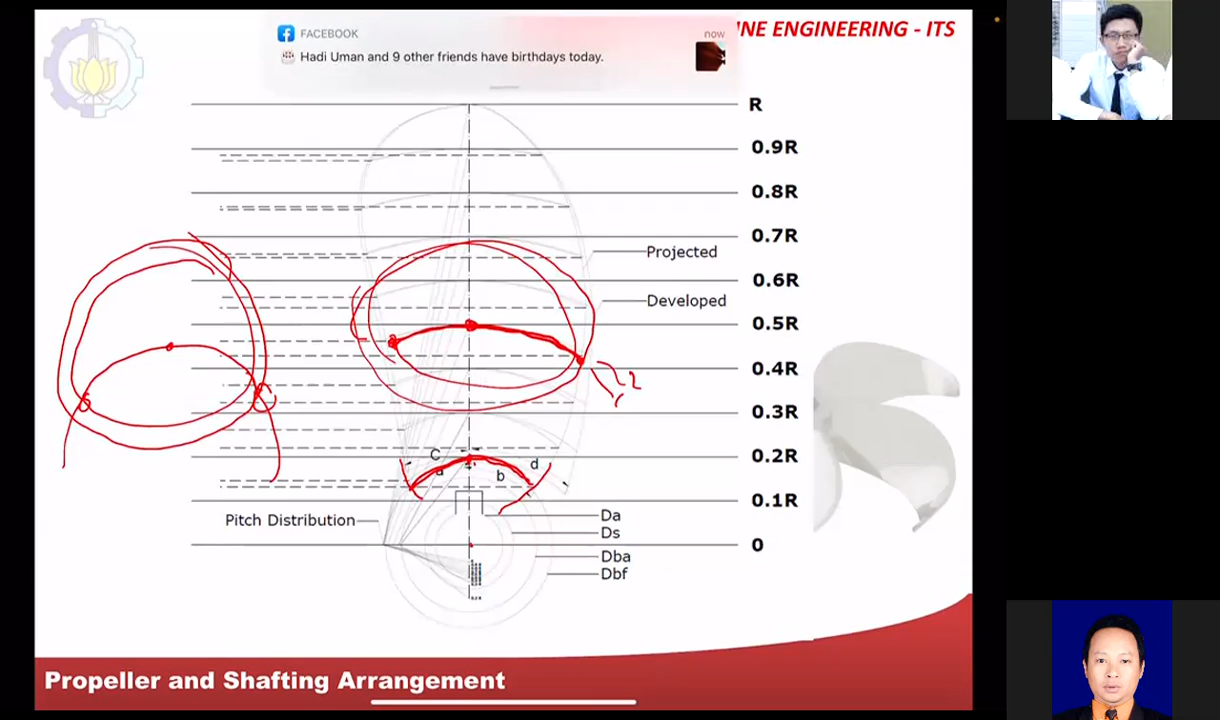 INE ENGINEERING - ITS
FACEBOOK
now
Hadi Uman and 9 other friends have birthdays today.
R
0.9R
0.8R
0.7R
Projected
0.6R
Developed
0.5R
0.4R
0.3R
0.2R
C
d
a
b
0.1R
Pitch Distribution
Da
Ds
0
Dba
Dbf
Propeller and Shafting Arrangement